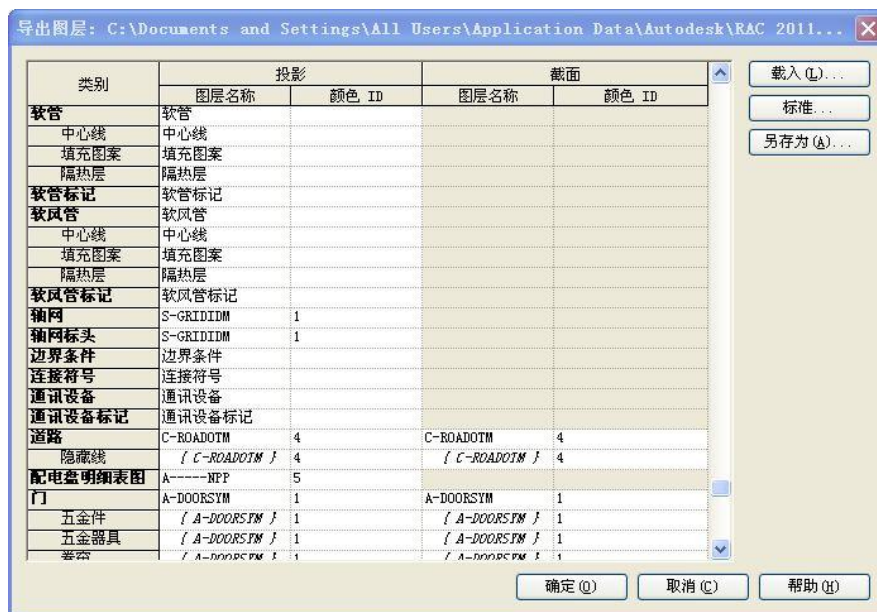 导出图层: C:\Documents and Settings\All Users\Application Data\Autodesk\RAC 2011...
类别 投影 截面
图层名称 颜色 ID 图层名称 颜色 ID
载入(L)...
标准...
另存为(A)...
软管 软管
中心线 中心线
填充图案 填充图案
隔热层 隔热层
软管标记 软管标记
软风管 软风管
中心线 中心线
填充图案 填充图案
隔热层 隔热层
软风管标记 软风管标记
轴网 S-GRIDIDM 1
轴网标头 S-GRIDIDM 1
边界条件 边界条件
连接符号 连接符号
通讯设备 通讯设备
通讯设备标记 通讯设备标记
道路 C-ROADOTM 4 C-ROADOTM 4
隐藏线 { C-ROADOTM } 4 { C-ROADOTM } 4
配电盘明细表图 A-----NPP 5
门 A-DOORSYM 1 A-DOORSYM 1
五金件 { A-DOORSYM } 1 { A-DOORSYM } 1
五金器具 { A-DOORSYM } 1 { A-DOORSYM } 1
{ A-DOORSYM } 1 { A-DOORSYM } 1
确定(O) 取消(C) 帮助(H)